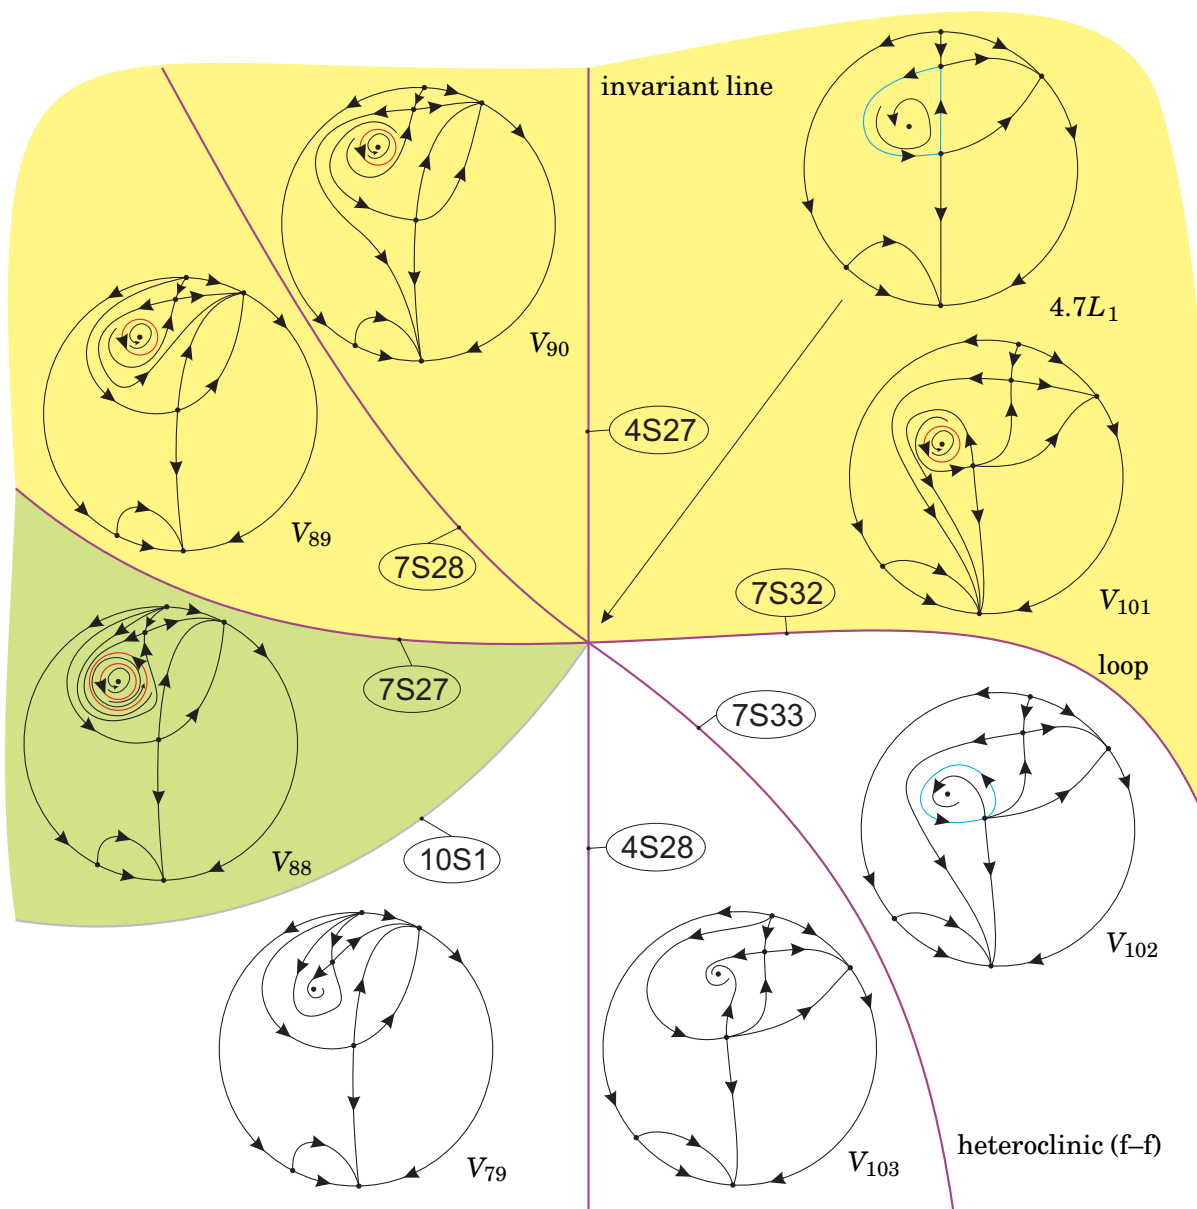 invariant line
4.7L1
V90
4S27
V89
7S28
7S32
V101
loop
7S27
7S33
V88
10S1
4S28
V102
heteroclinic (f–f)
V79
V103